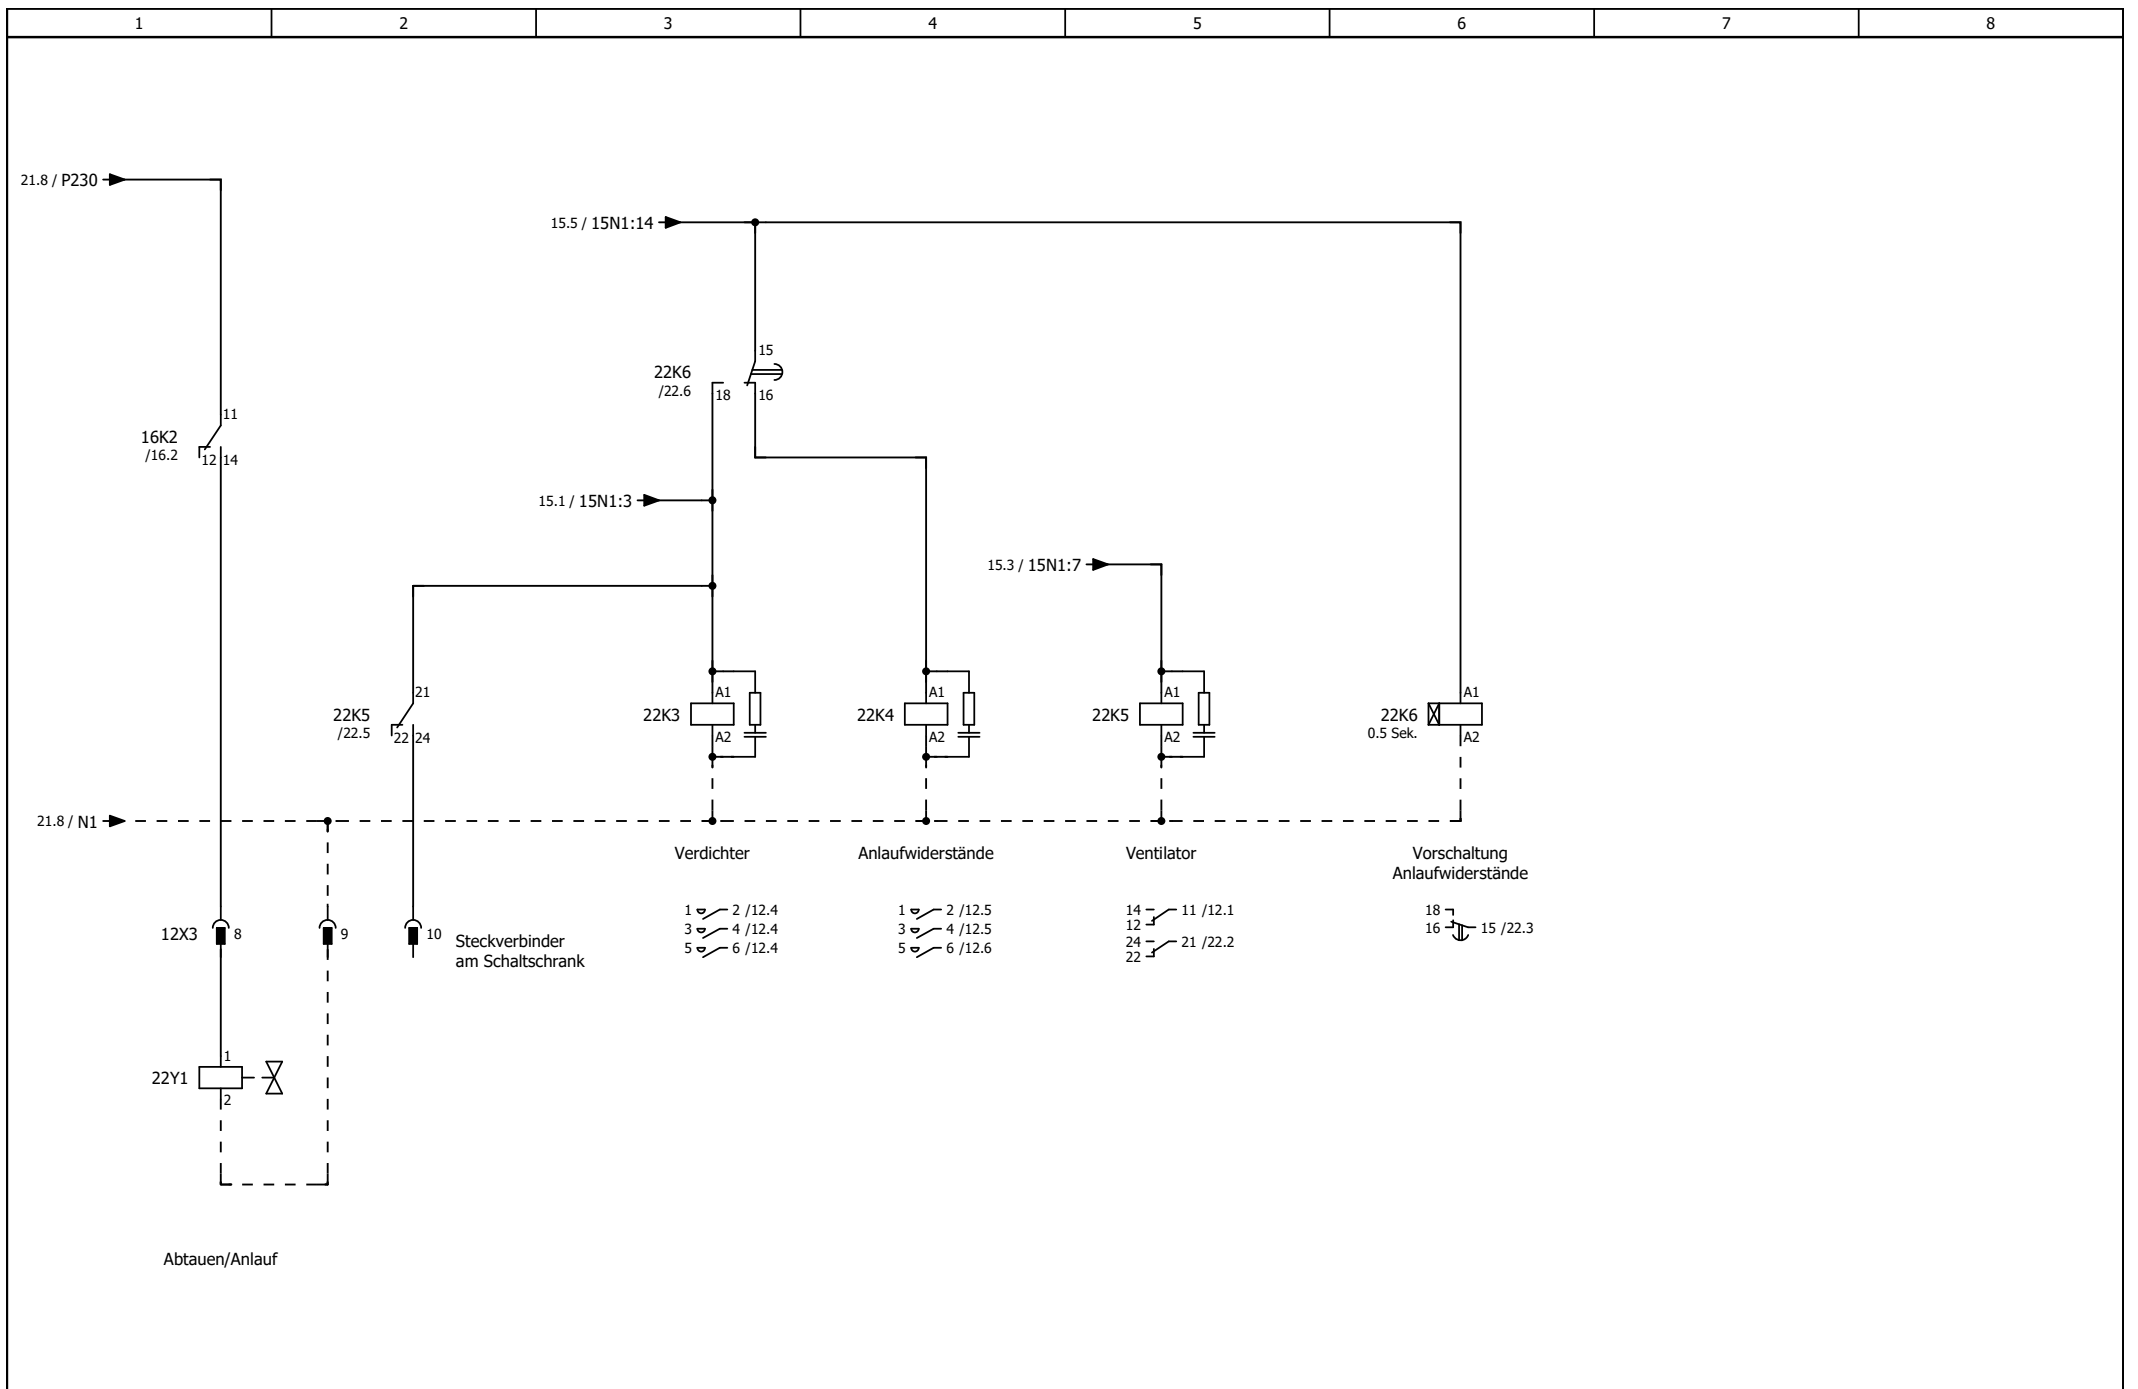 1 2 3 4 5 6 7 8
21.8 / P230
15.5 / 15N1:14
15
22K6
/22.6
18 16
11
16K2
/16.2
12 14
15.1 / 15N1:3
15.3 / 15N1:7
21
22K5
/22.5
22 24
A1
22K3
A2
A1
22K4
A2
A1
22K5
A2
A1
22K6
0.5 Sek.
A2
21.8 / N1
Verdichter
Anlaufwiderstände
Ventilator
Vorschaltung
Anlaufwiderstände
1 2 /12.4
3 4 /12.4
5 6 /12.4
1 2 /12.5
3 4 /12.5
5 6 /12.6
14 11 /12.1
12
24 21 /22.2
22
18
16 15 /22.3
12X3 8 9 10
Steckverbinder
am Schaltschrank
1
22Y1
2
Abtauen/Anlauf